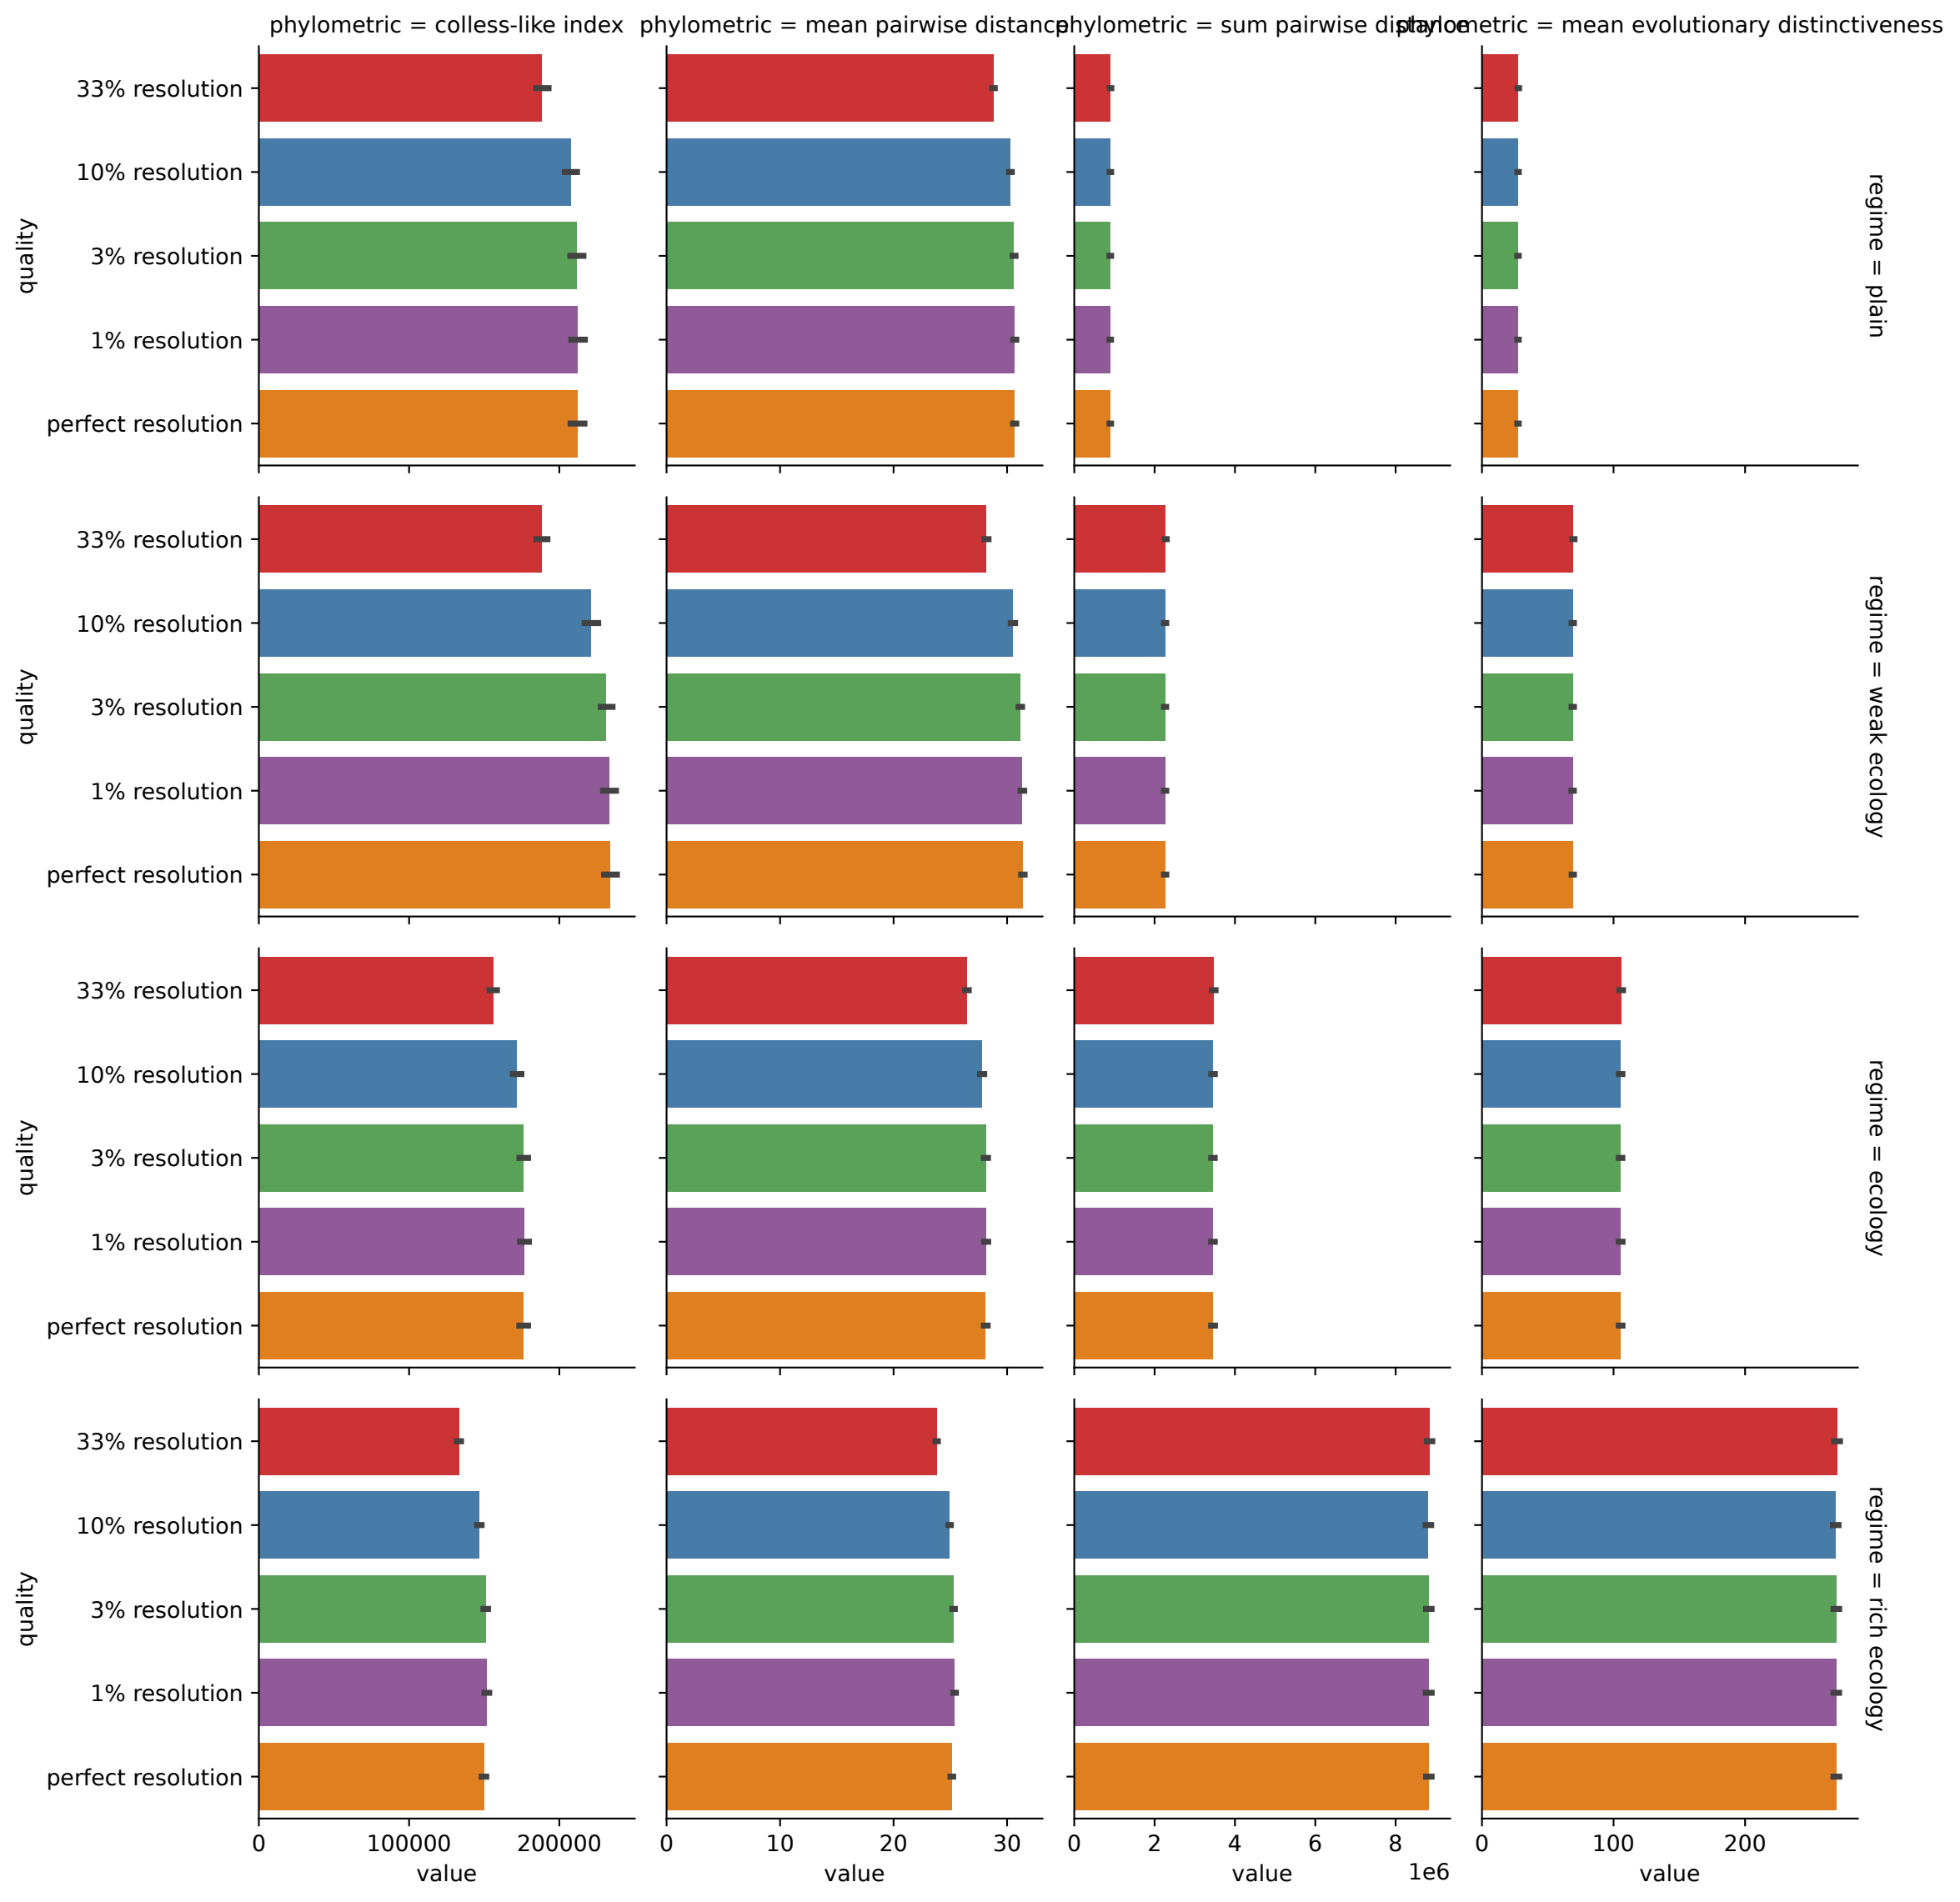 phylometric = colless-like index
phylometric = mean pairwise distance
phylometric = sum pairwise distance
phylometric = mean evolutionary distinctiveness
quality
33% resolution
10% resolution
3% resolution
1% resolution
perfect resolution
regime = plain
quality
33% resolution
10% resolution
3% resolution
1% resolution
perfect resolution
regime = weak ecology
quality
33% resolution
10% resolution
3% resolution
1% resolution
perfect resolution
regime = ecology
quality
33% resolution
10% resolution
3% resolution
1% resolution
perfect resolution
regime = rich ecology
0 100000 200000
value
0 10 20 30
value
0 2 4 6 8
1e6
value
0 100 200
value